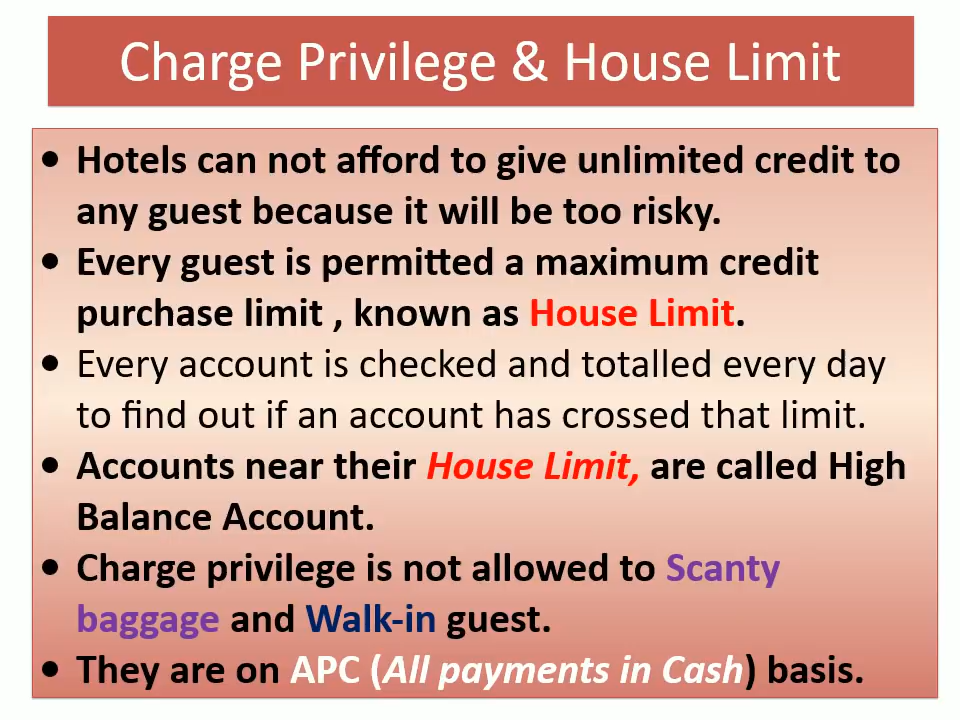 Charge Privilege & House Limit
• Hotels can not afford to give unlimited credit to
any guest because it will be too risky.
• Every guest is permitted a maximum credit
purchase limit , known as House Limit.
• Every account is checked and totalled every day
to find out if an account has crossed that limit.
• Accounts near their House Limit, are called High
Balance Account.
• Charge privilege is not allowed to Scanty
baggage and Walk-in guest.
• They are on APC (All payments in Cash) basis.